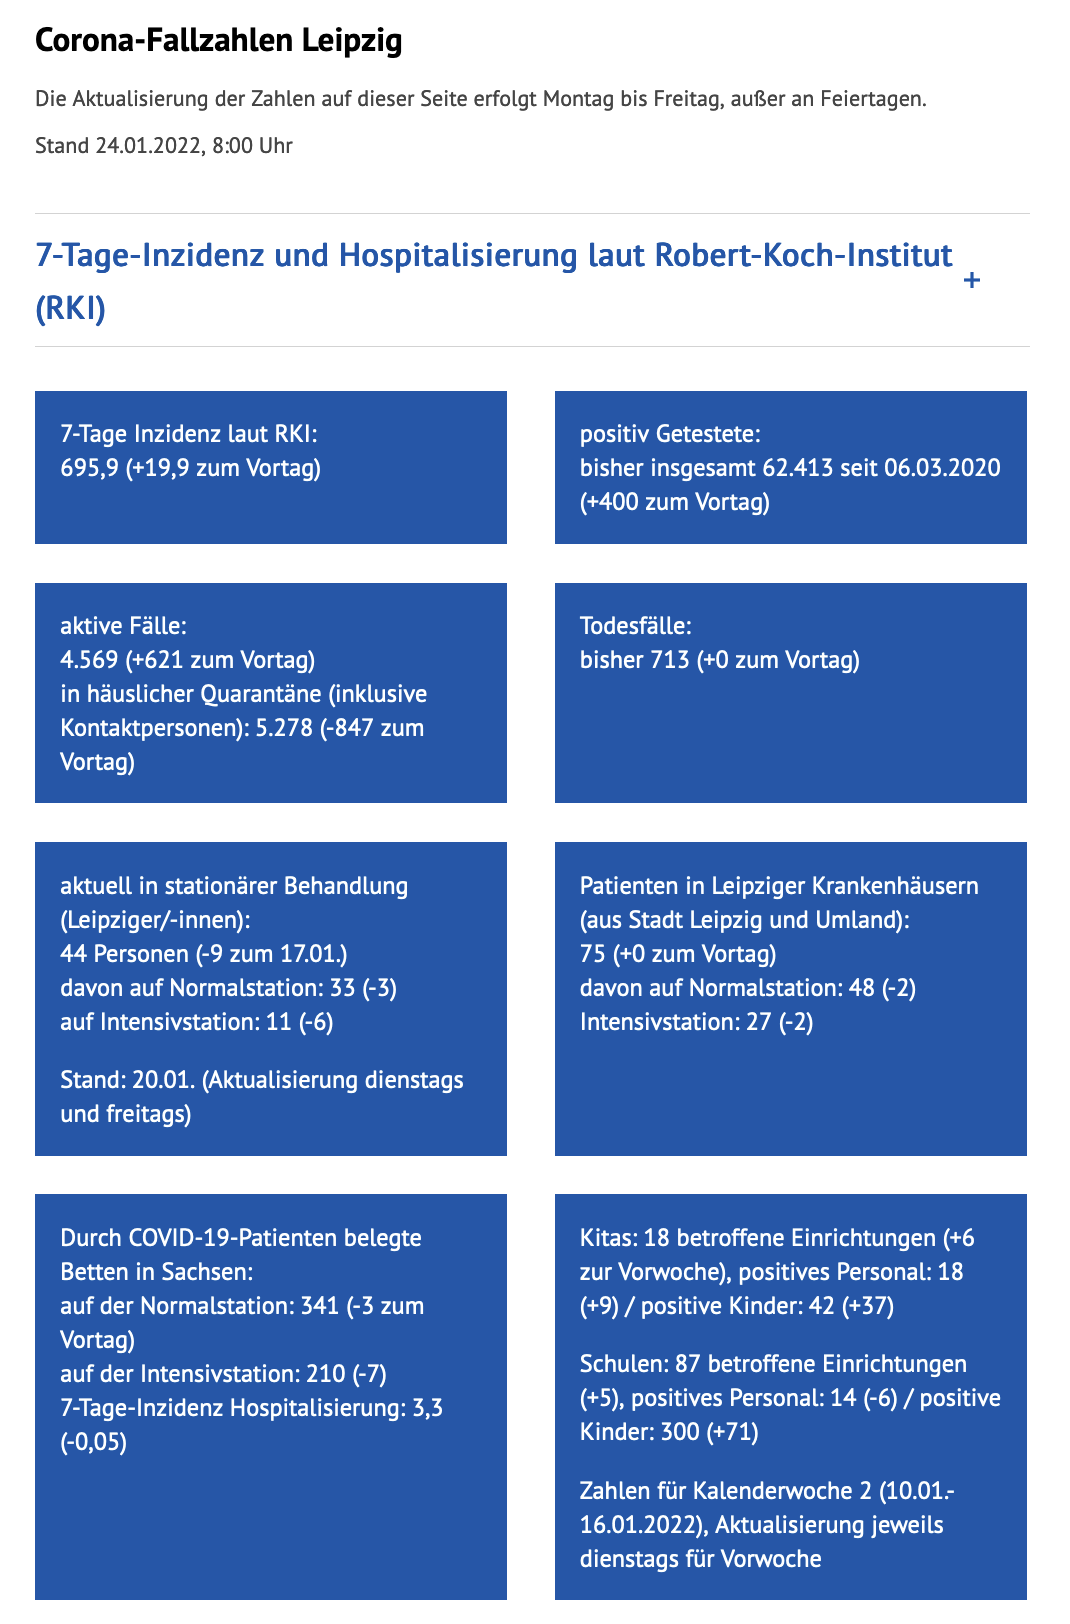 Corona-Fallzahlen Leipzig
Die Aktualisierung der Zahlen auf dieser Seite erfolgt Montag bis Freitag, außer an Feiertagen.
Stand 24.01.2022, 8:00 Uhr
7-Tage-Inzidenz und Hospitalisierung laut Robert-Koch-Institut
(RKI)
+
7-Tage Inzidenz laut RKI:
695,9 (+19,9 zum Vortag)
positiv Getestete:
bisher insgesamt 62.413 seit 06.03.2020
(+400 zum Vortag)
aktive Fälle:
4.569 (+621 zum Vortag)
in häuslicher Quarantäne (inklusive
Kontaktpersonen): 5.278 (-847 zum
Vortag)
Todesfälle:
bisher 713 (+0 zum Vortag)
aktuell in stationärer Behandlung
(Leipziger/-innen):
44 Personen (-9 zum 17.01.)
davon auf Normalstation: 33 (-3)
auf Intensivstation: 11 (-6)
Stand: 20.01. (Aktualisierung dienstags
und freitags)
Patienten in Leipziger Krankenhäusern
(aus Stadt Leipzig und Umland):
75 (+0 zum Vortag)
davon auf Normalstation: 48 (-2)
Intensivstation: 27 (-2)
Durch COVID-19-Patienten belegte
Betten in Sachsen:
auf der Normalstation: 341 (-3 zum
Vortag)
auf der Intensivstation: 210 (-7)
7-Tage-Inzidenz Hospitalisierung: 3,3
(-0,05)
Kitas: 18 betroffene Einrichtungen (+6
zur Vorwoche), positives Personal: 18
(+9) / positive Kinder: 42 (+37)
Schulen: 87 betroffene Einrichtungen
(+5), positives Personal: 14 (-6) / positive
Kinder: 300 (+71)
Zahlen für Kalenderwoche 2 (10.01.-
16.01.2022), Aktualisierung jeweils
dienstags für Vorwoche